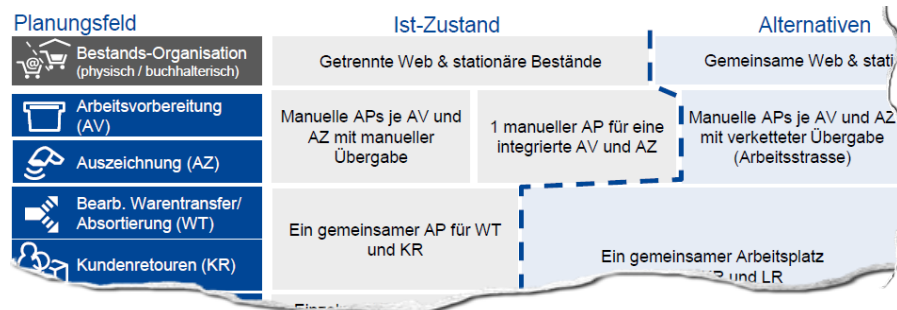 Planungsfeld
Ist-Zustand
Alternativen
Bestands-Organisation
(physisch / buchhalterisch)
Getrennte Web & stationäre Bestände
Gemeinsame Web & stati
Arbeitsvorbereitung
(AV)
Auszeichnung (AZ)
Manuelle APs je AV und
AZ mit manueller
Übergabe
1 manueller AP für eine
integrierte AV und AZ
Manuelle APs je AV und AZ
mit verketteter Übergabe
(Arbeitsstrasse)
Bearb. Warentransfer/
Absortierung (WT)
Kundenretouren (KR)
Ein gemeinsamer AP für WT
und KR
Ein gemeinsamer Arbeitsplatz
und LR